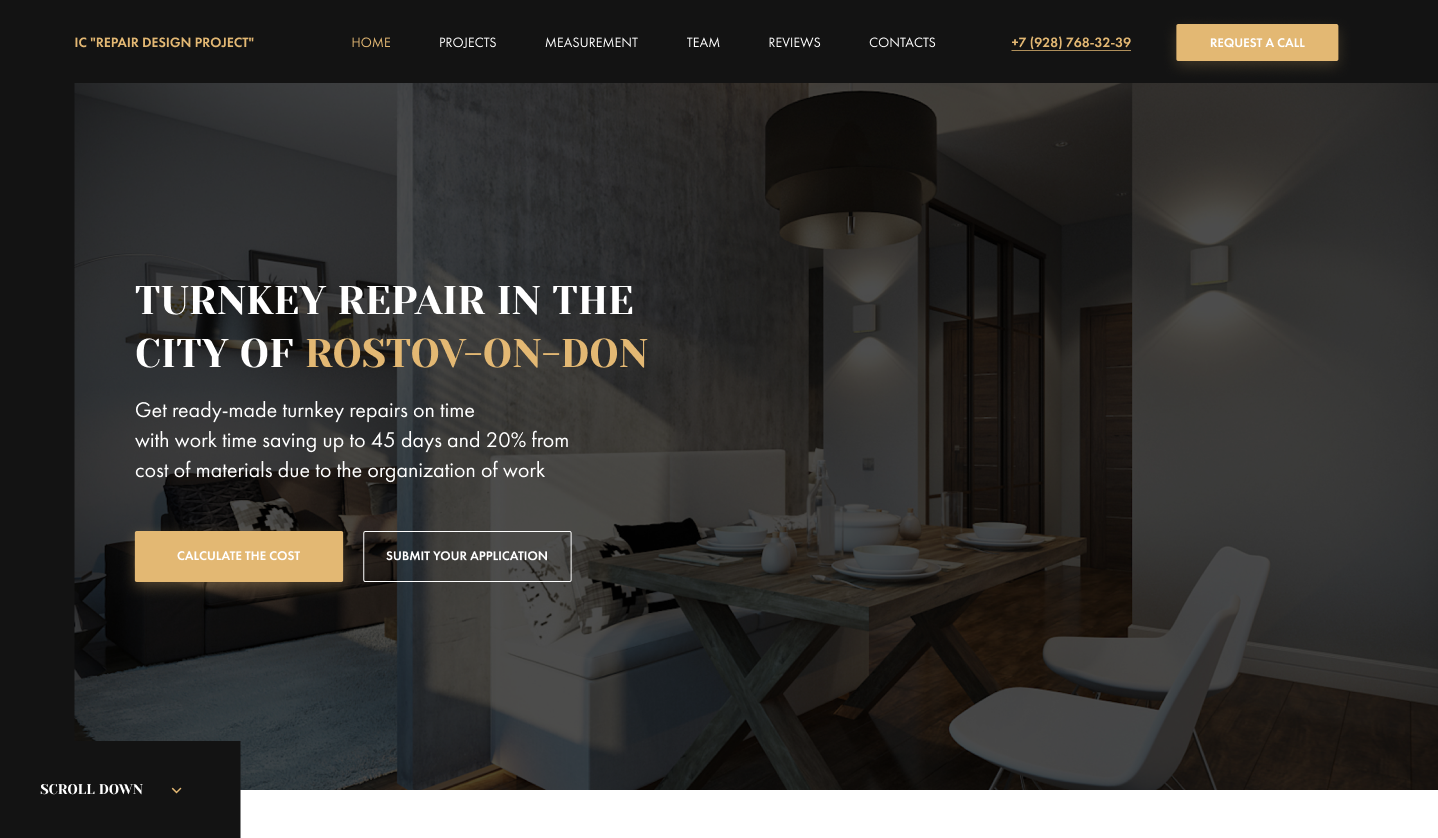 IC "REPAIR DESIGN PROJECT"
HOME
PROJECTS
MEASUREMENT
TEAM
REVIEWS
CONTACTS
+7 (928) 768-32-39
REQUEST A CALL
TURNKEY REPAIR IN THE
CITY OF ROSTOV-ON-DON
Get ready-made turnkey repairs on time
with work time saving up to 45 days and 20% from
cost of materials due to the organization of work
CALCULATE THE COST
SUBMIT YOUR APPLICATION
SCROLL DOWN